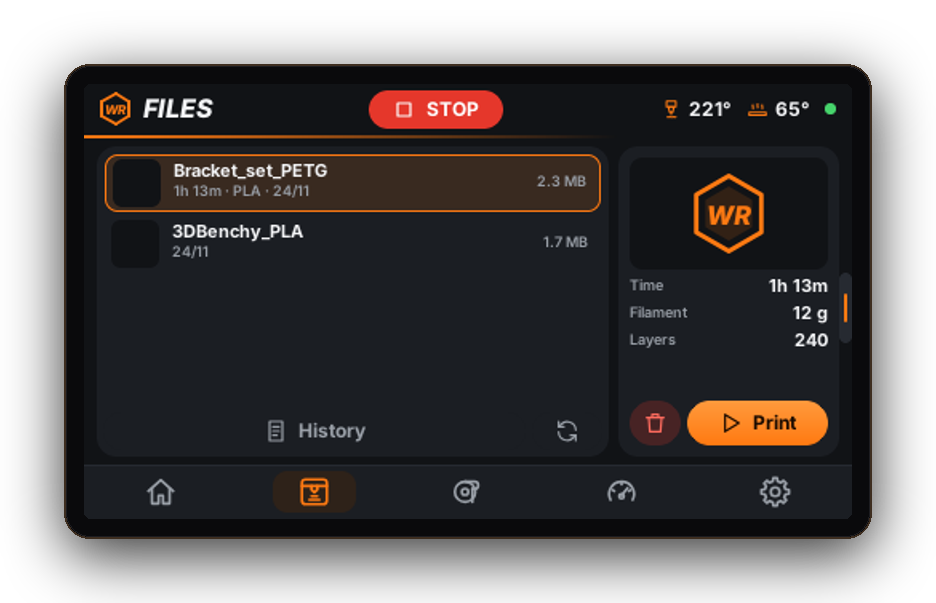 WR FILES
STOP
221° 65°
Bracket_set_PETG
1h 13m · PLA · 24/11
2.3 MB
3DBenchy_PLA
24/11
1.7 MB
History
WR
Time 1h 13m
Filament 12 g
Layers 240
Print